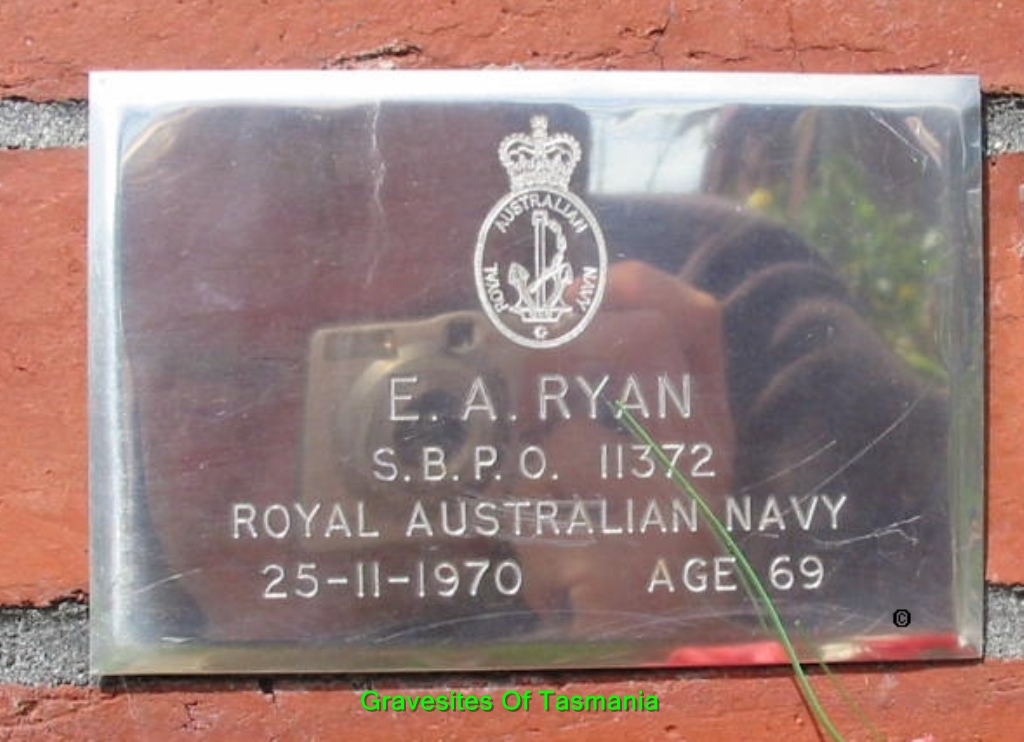 AUSTRALIAN
ROYAL NAVY
G
E. A. RYAN
S.B.P.O. 11372
ROYAL AUSTRALIAN NAVY
25-11-1970 AGE 69
©
Gravesites Of Tasmania